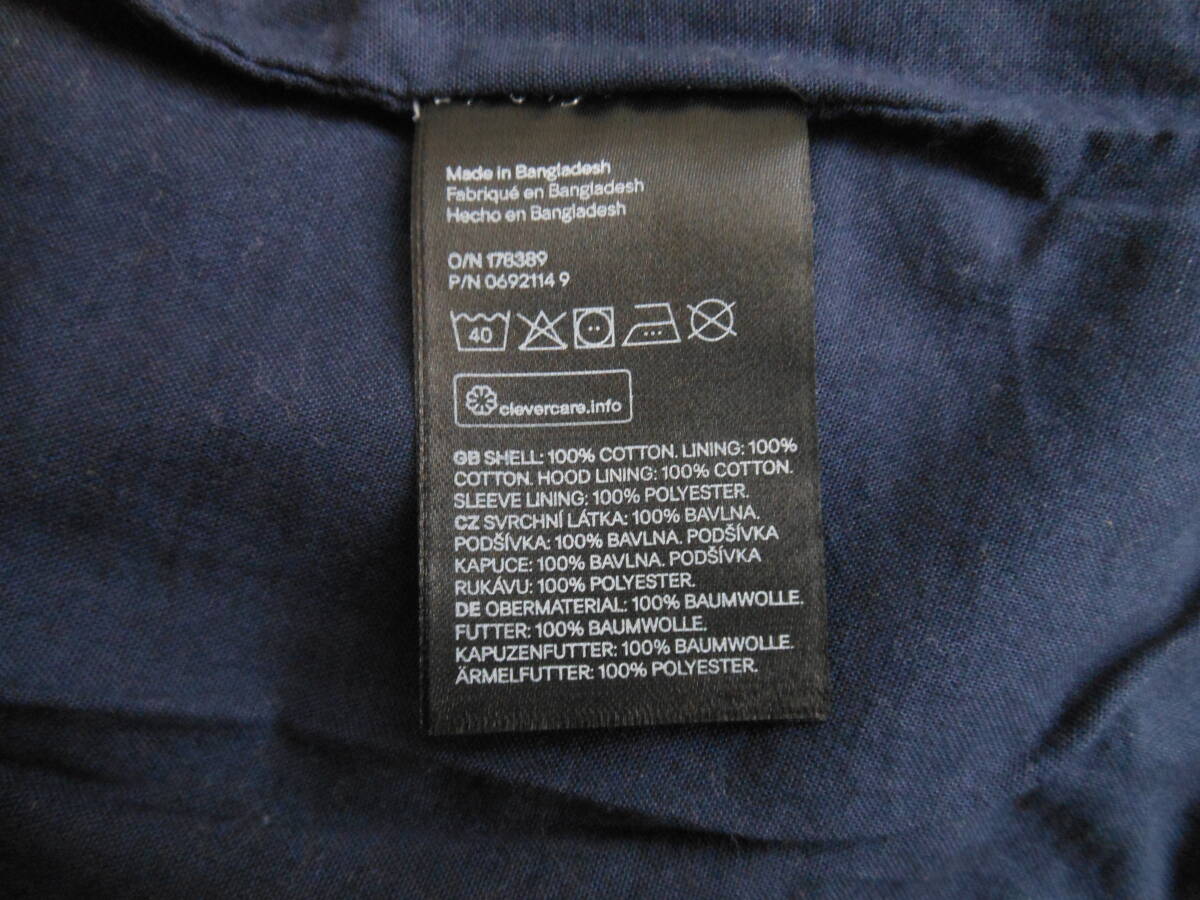 Made in Bangladesh
Fabriqué en Bangladesh
Hecho en Bangladesh
O/N 178389
P/N 0692114 9
40
clevercare.info
GB SHELL: 100% COTTON. LINING: 100%
COTTON. HOOD LINING: 100% COTTON.
SLEEVE LINING: 100% POLYESTER.
CZ SVRCHNÍ LÁTKA: 100% BAVLNA.
PODŠÍVKA: 100% BAVLNA. PODŠÍVKA
KAPUCE: 100% BAVLNA. PODŠÍVKA
RUKÁVU: 100% POLYESTER.
DE OBERMATERIAL: 100% BAUMWOLLE.
FUTTER: 100% BAUMWOLLE.
KAPUZENFUTTER: 100% BAUMWOLLE.
ÄRMELFUTTER: 100% POLYESTER.